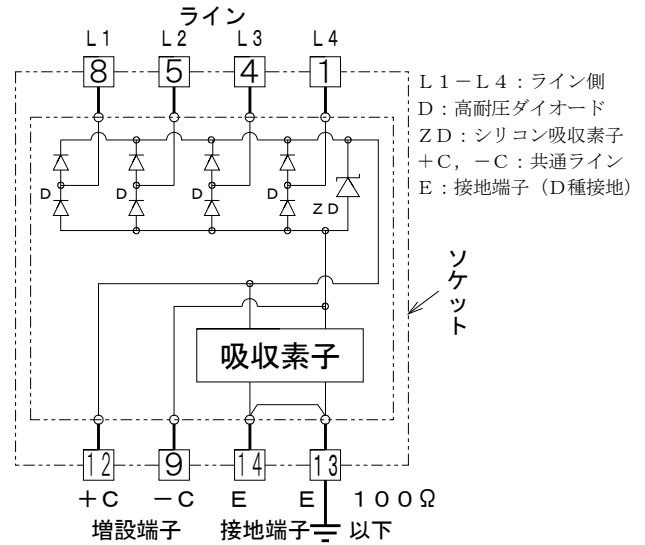 ライン
L1 L2 L3 L4
8 5 4 1
L1−L4:ライン側
D:高耐圧ダイオード
ZD:シリコン吸収素子
+C,−C:共通ライン
E:接地端子(D種接地)
D D D D ZD
ソケット
吸収素子
12 9 14 13
+C −C E E 100Ω
増設端子 接地端子 以下